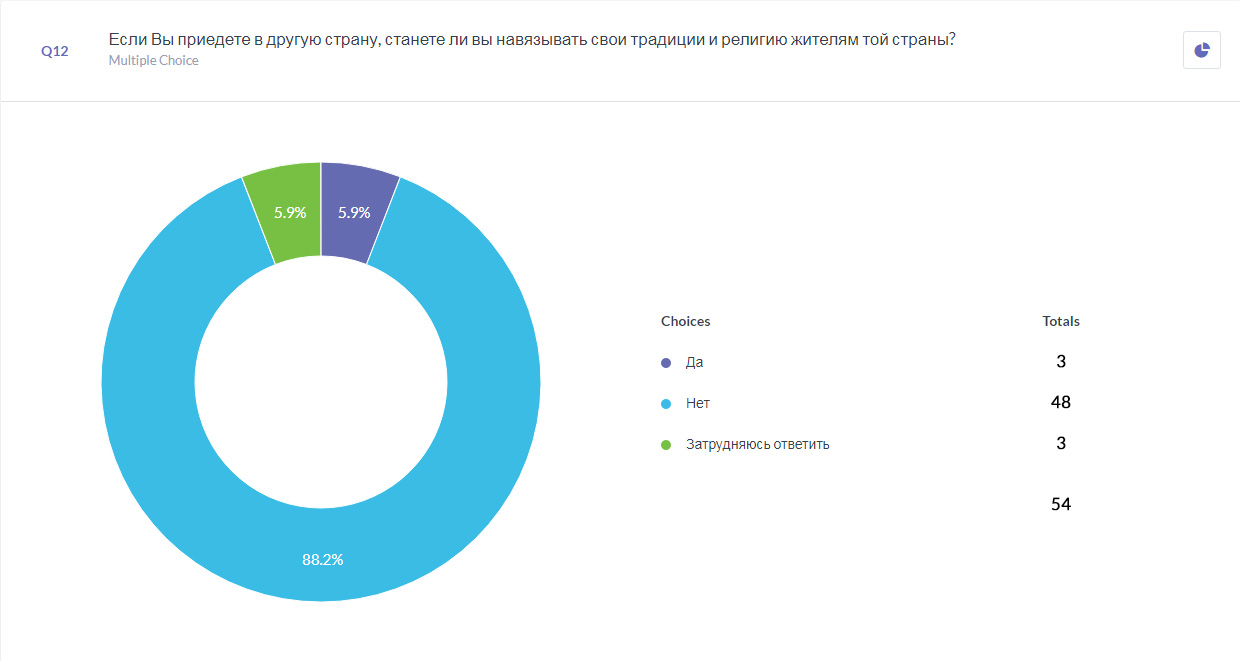 Q12
Если Вы приедете в другую страну, станете ли вы навязывать свои традиции и религию жителям той страны?
Multiple Choice
5.9% 5.9%
88.2%
Choices Totals
Да 3
Нет 48
Затрудняюсь ответить 3
54